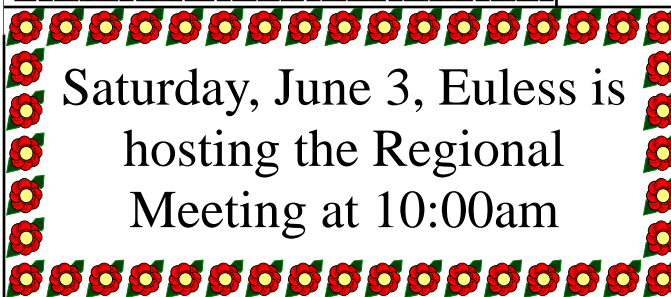 Saturday, June 3, Euless is
hosting the Regional
Meeting at 10:00am